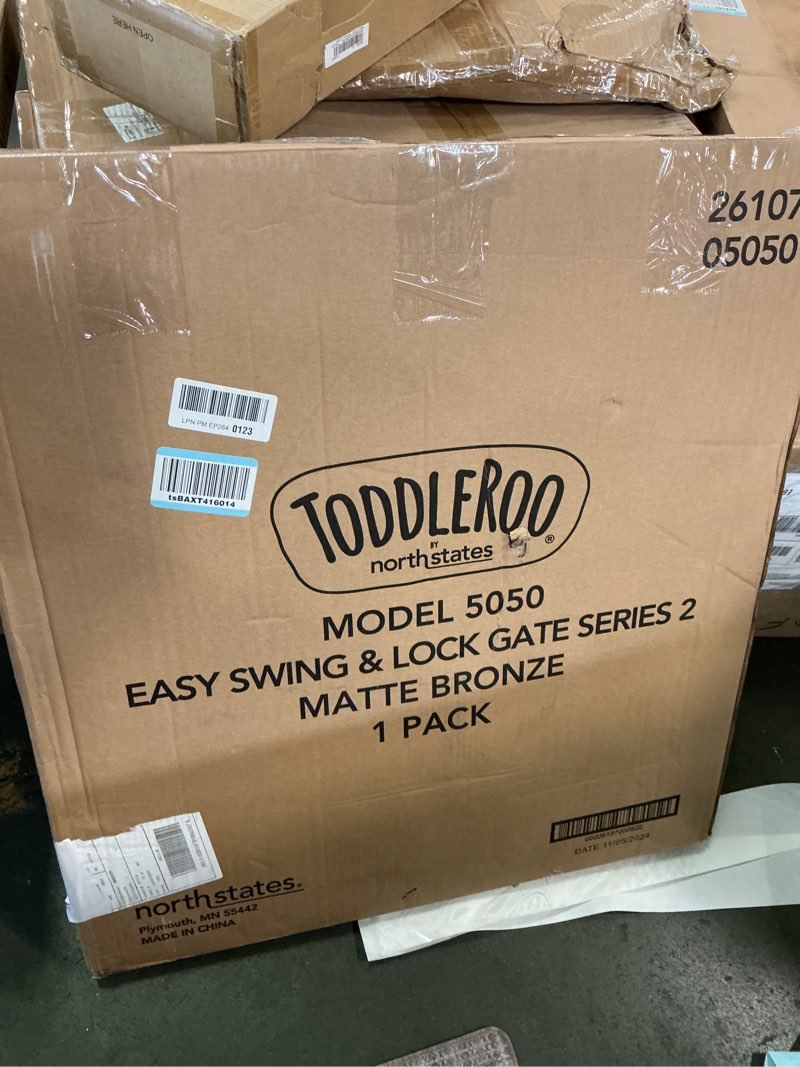 OPEN HERE
26107
05050
LPN PM EP264 0123
tsBAXT416014
TODDLEROO
BY
northstates ®
MODEL 5050
EASY SWING & LOCK GATE SERIES 2
MATTE BRONZE
1 PACK
DATE: 11/05/2024
northstates®
Plymouth, MN 55442
MADE IN CHINA